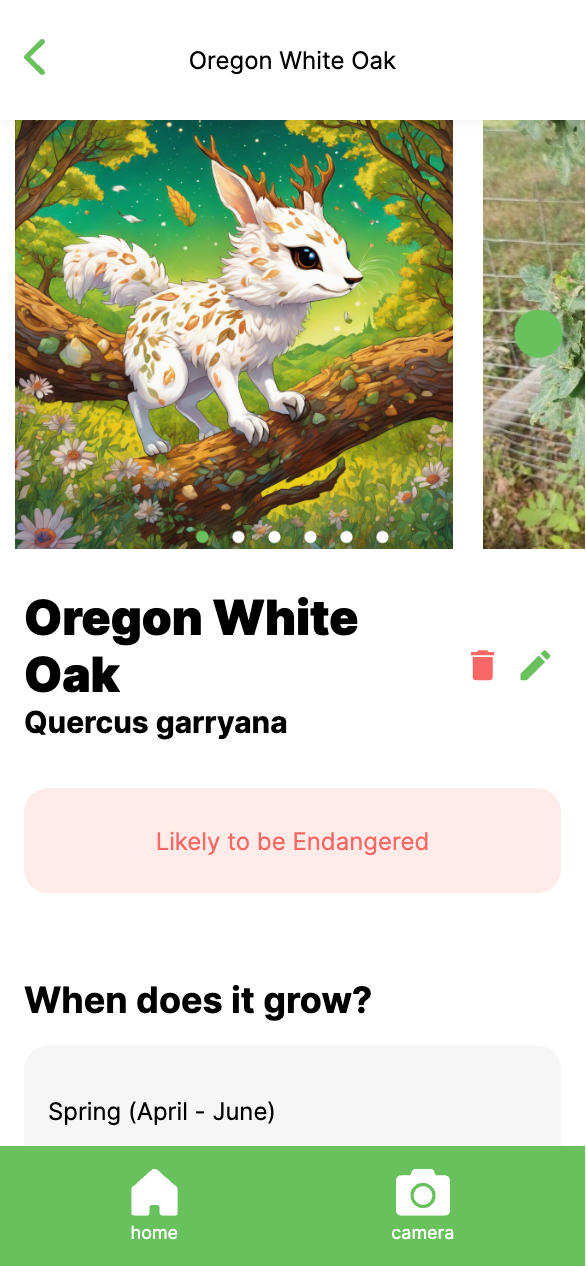 Oregon White Oak
Oregon White
Oak
Quercus garryana
Likely to be Endangered
When does it grow?
Spring (April - June)
home
camera